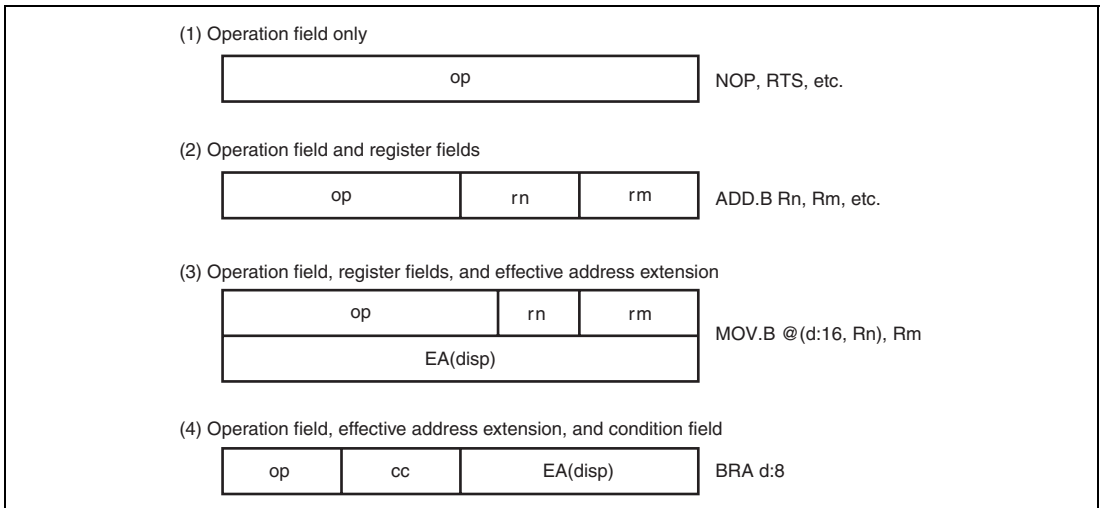 (1) Operation field only
op
NOP, RTS, etc.
(2) Operation field and register fields
op rn rm
ADD.B Rn, Rm, etc.
(3) Operation field, register fields, and effective address extension
op rn rm
MOV.B @(d:16, Rn), Rm
EA(disp)
(4) Operation field, effective address extension, and condition field
op cc EA(disp)
BRA d:8